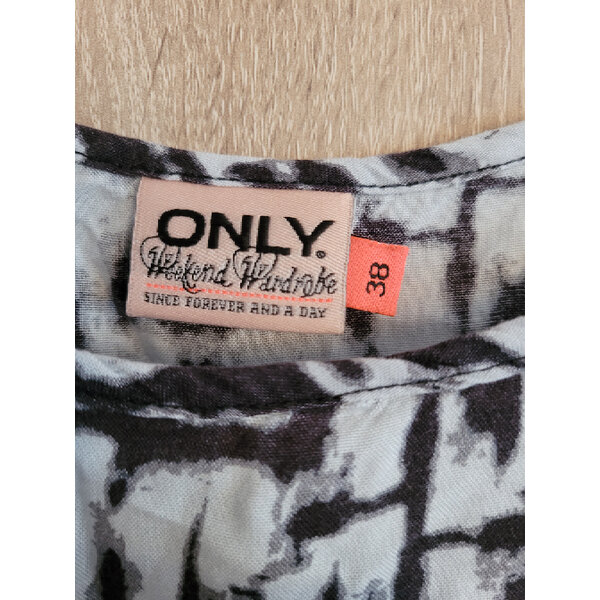 ONLY®
Weekend Wardrobe
SINCE FOREVER AND A DAY
38